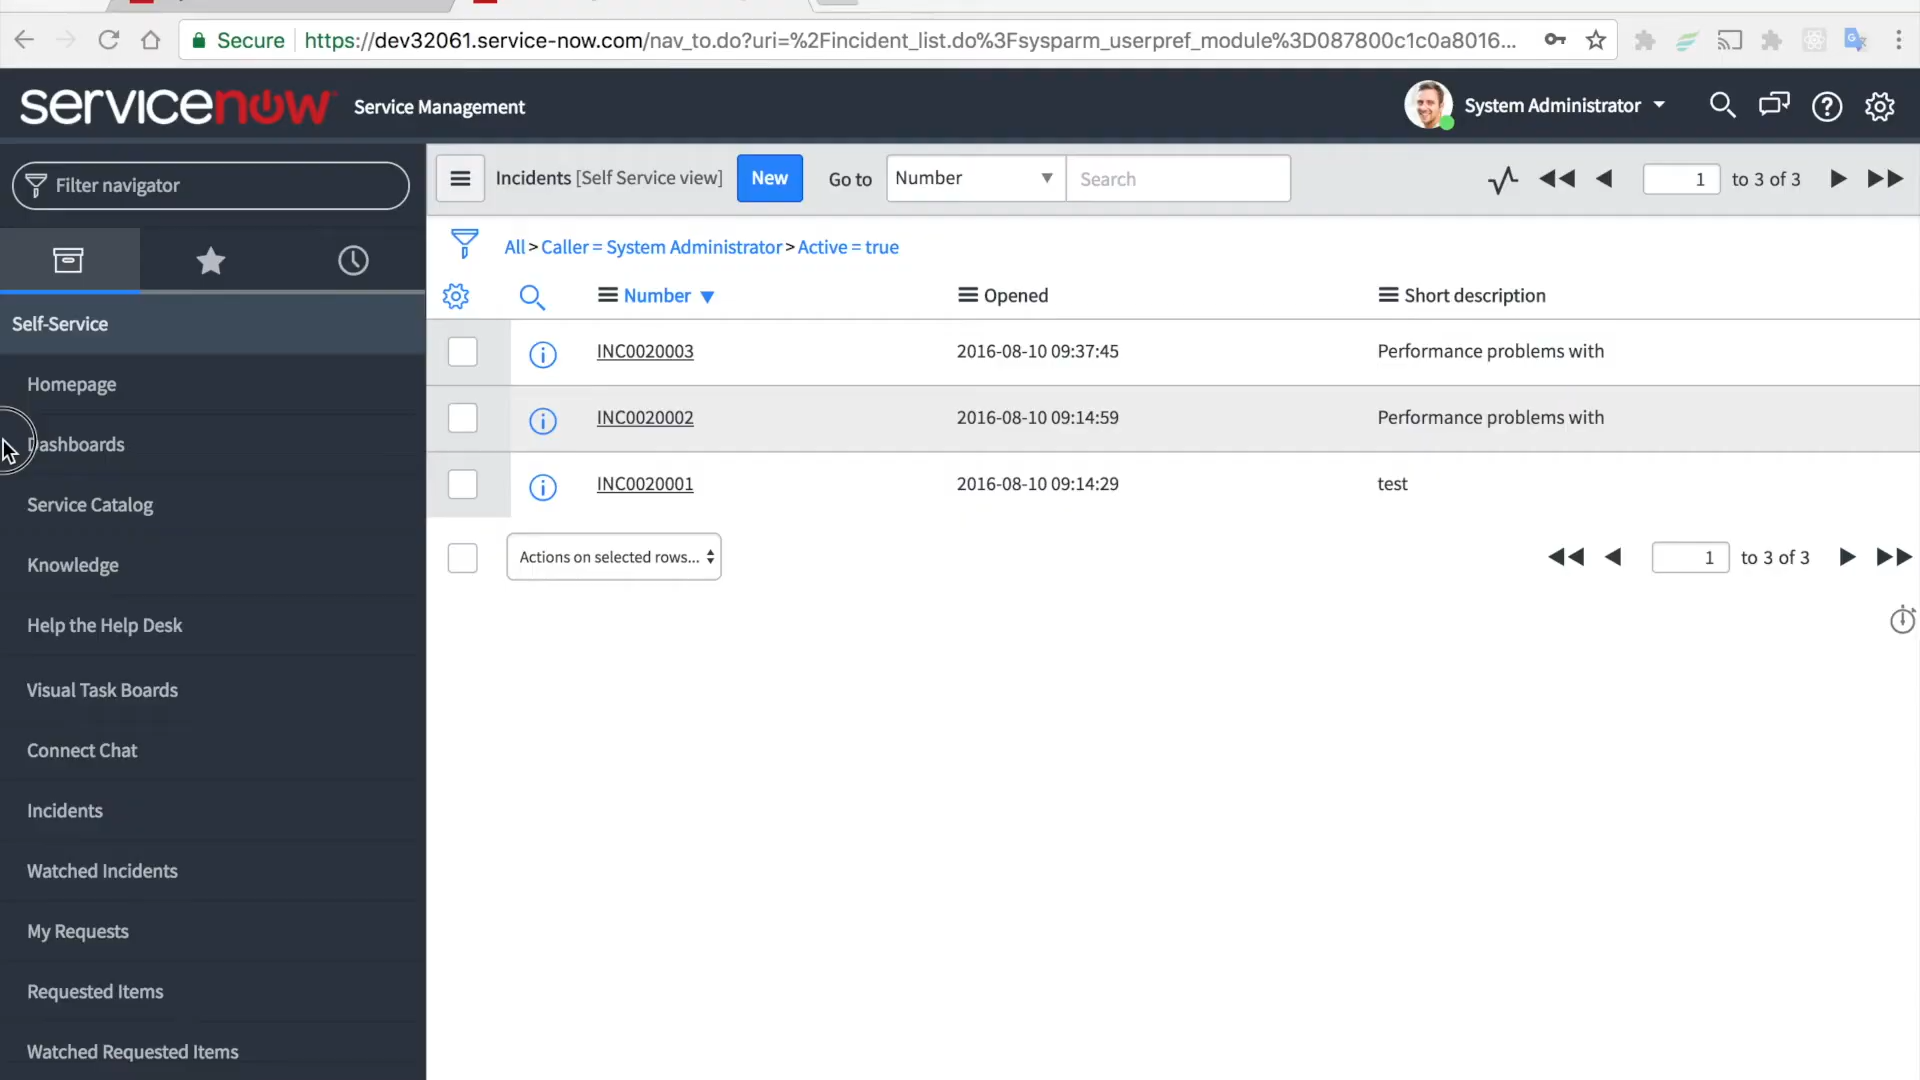 Secure https://dev32061.service-now.com/nav_to.do?uri=%2Fincident_list.do%3Fsysparm_userpref_module%3D087800c1c0a8016...
servicenow Service Management System Administrator
Filter navigator
Incidents [Self Service view] New Go to Number Search 1 to 3 of 3
All > Caller = System Administrator > Active = true
Number Opened Short description
INC0020003 2016-08-10 09:37:45 Performance problems with
INC0020002 2016-08-10 09:14:59 Performance problems with
INC0020001 2016-08-10 09:14:29 test
Actions on selected rows... 1 to 3 of 3
Self-Service
Homepage
Dashboards
Service Catalog
Knowledge
Help the Help Desk
Visual Task Boards
Connect Chat
Incidents
Watched Incidents
My Requests
Requested Items
Watched Requested Items